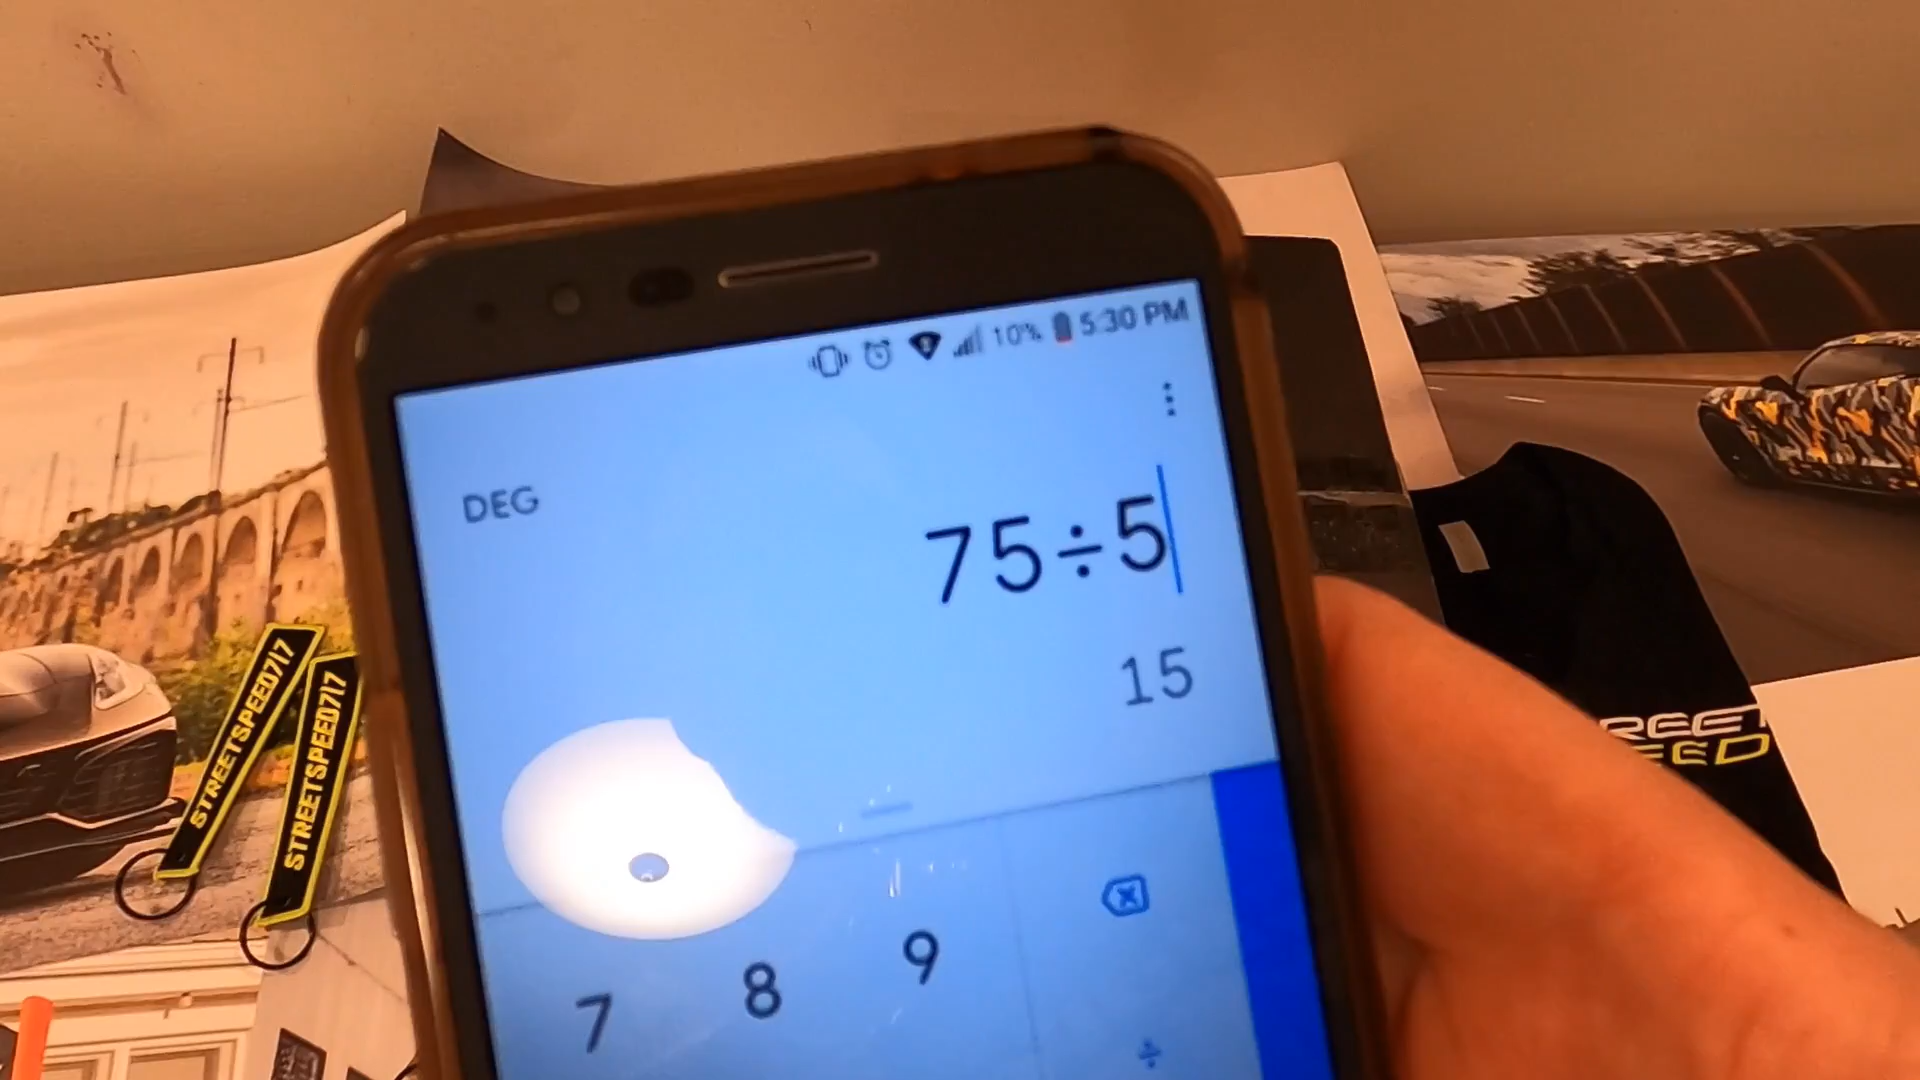 10% 5:30 PM
DEG
75÷5
15
7 8 9
÷
STREETSPEED717
STREETSPEED717
REET
EED